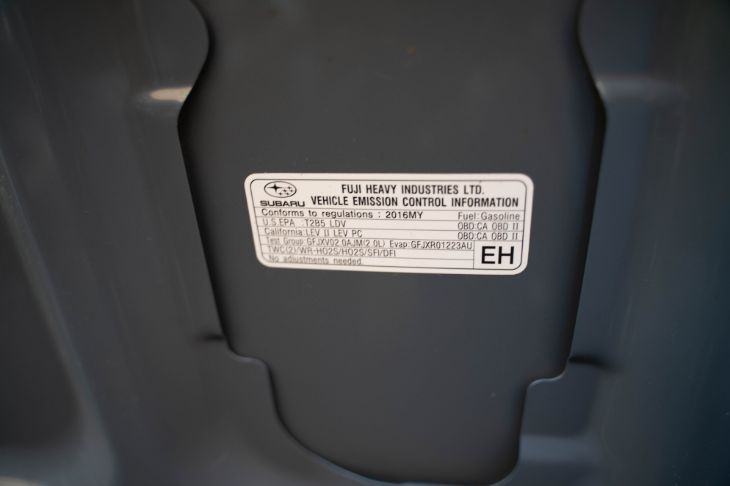 FUJI HEAVY INDUSTRIES LTD.
SUBARU VEHICLE EMISSION CONTROL INFORMATION
Conforms to regulations : 2016MY Fuel: Gasoline
U.S.EPA :T2B5 LDV OBD:CA OBD II
California:LEV II LEV PC OBD:CA OBD II
Test Group:GFJXV02.0AJM(2.0L) Evap:GFJXR01223AU
TWC(2)/WR-HO2S/HO2S/SFI/DFI
No adjustments needed.
EH